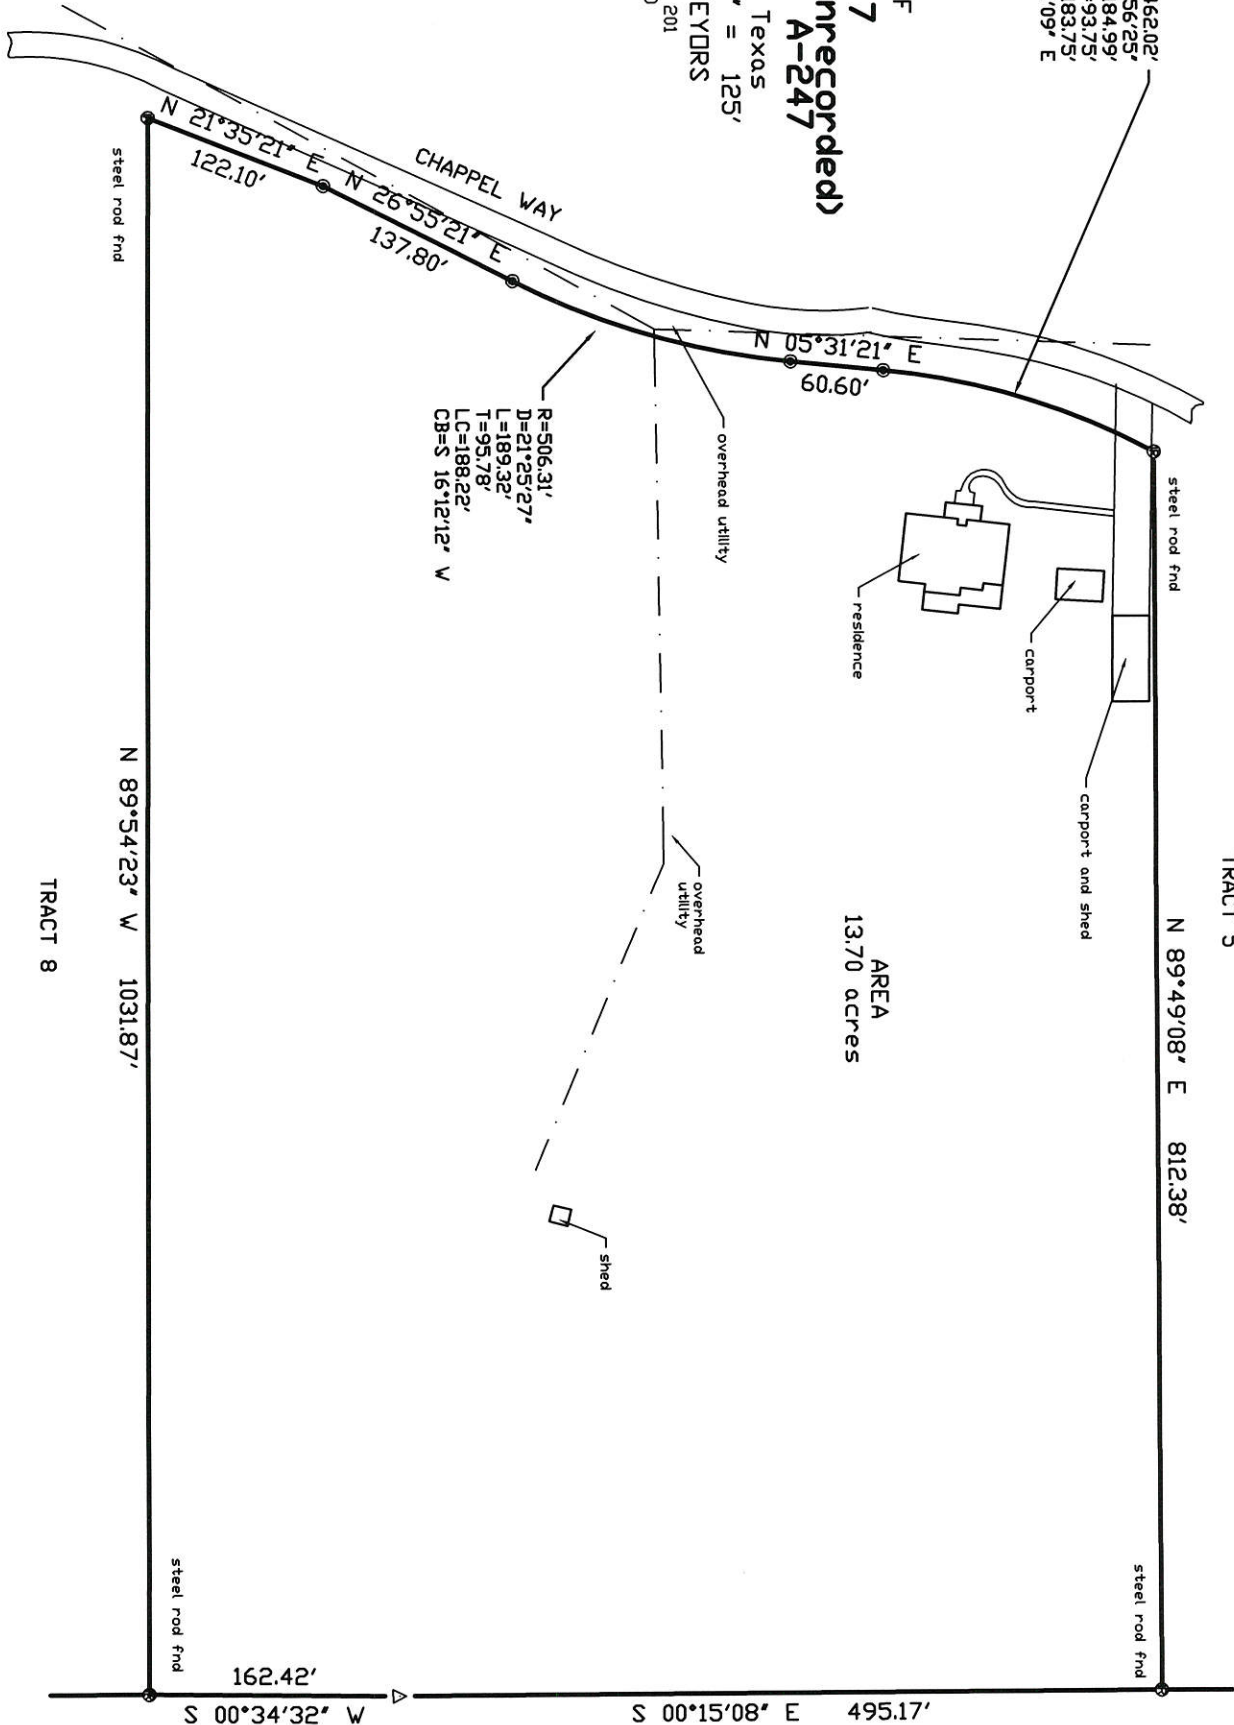 F
7
nrecorded)
A-247
Texas
" = 125'
EYORS
201
462.02'
56'25"
184.99'
=93.75'
183.75'
'09" E
N 21°35'21" E
122.10'
N 26°55'21" E
137.80'
CHAPPEL WAY
N 05°31'21" E
60.60'
R=506.31'
D=21°25'27"
L=189.32'
T=95.78'
LC=188.22'
CB=S 16°12'12" W
overhead utility
steel rod fnd
steel rod fnd
residence
carport
carport and shed
TRACT 5
N 89°49'08" E 812.38'
AREA
13.70 acres
overhead
utility
shed
N 89°54'23" W 1031.87'
TRACT 8
steel rod fnd
steel rod fnd
162.42'
S 00°34'32" W
S 00°15'08" E 495.17'